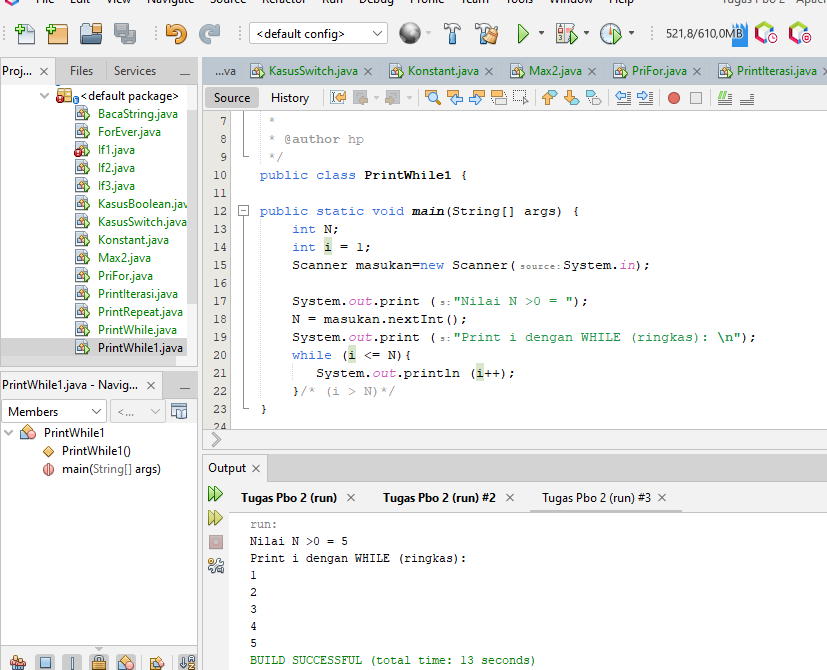 File Edit View Navigate Source Refactor Run Debug Profile Team Tools Window Help
Tugas Pbo 2 - Apac
<default config>
521,8/610,0MB
Proj... Files Services
<default package>
BacaString.java
ForEver.java
If1.java
If2.java
If3.java
KasusBoolean.jav
KasusSwitch.java
Konstant.java
Max2.java
PriFor.java
PrintIterasi.java
PrintRepeat.java
PrintWhile.java
PrintWhile1.java
PrintWhile1.java - Navig...
Members <...
PrintWhile1
PrintWhile1()
main(String[] args)
...va KasusSwitch.java Konstant.java Max2.java PriFor.java PrintIterasi.java
Source History
7 *
8 * @author hp
9 */
10 public class PrintWhile1 {
11
12 public static void main(String[] args) {
13 int N;
14 int i = 1;
15 Scanner masukan=new Scanner(source:System.in);
16
17 System.out.print (s:"Nilai N >0 = ");
18 N = masukan.nextInt();
19 System.out.print (s:"Print i dengan WHILE (ringkas): \n");
20 while (i <= N){
21 System.out.println (i++);
22 }/* (i > N)*/
23 }
24
Output
Tugas Pbo 2 (run) Tugas Pbo 2 (run) #2 Tugas Pbo 2 (run) #3
run:
Nilai N >0 = 5
Print i dengan WHILE (ringkas):
1
2
3
4
5
BUILD SUCCESSFUL (total time: 13 seconds)